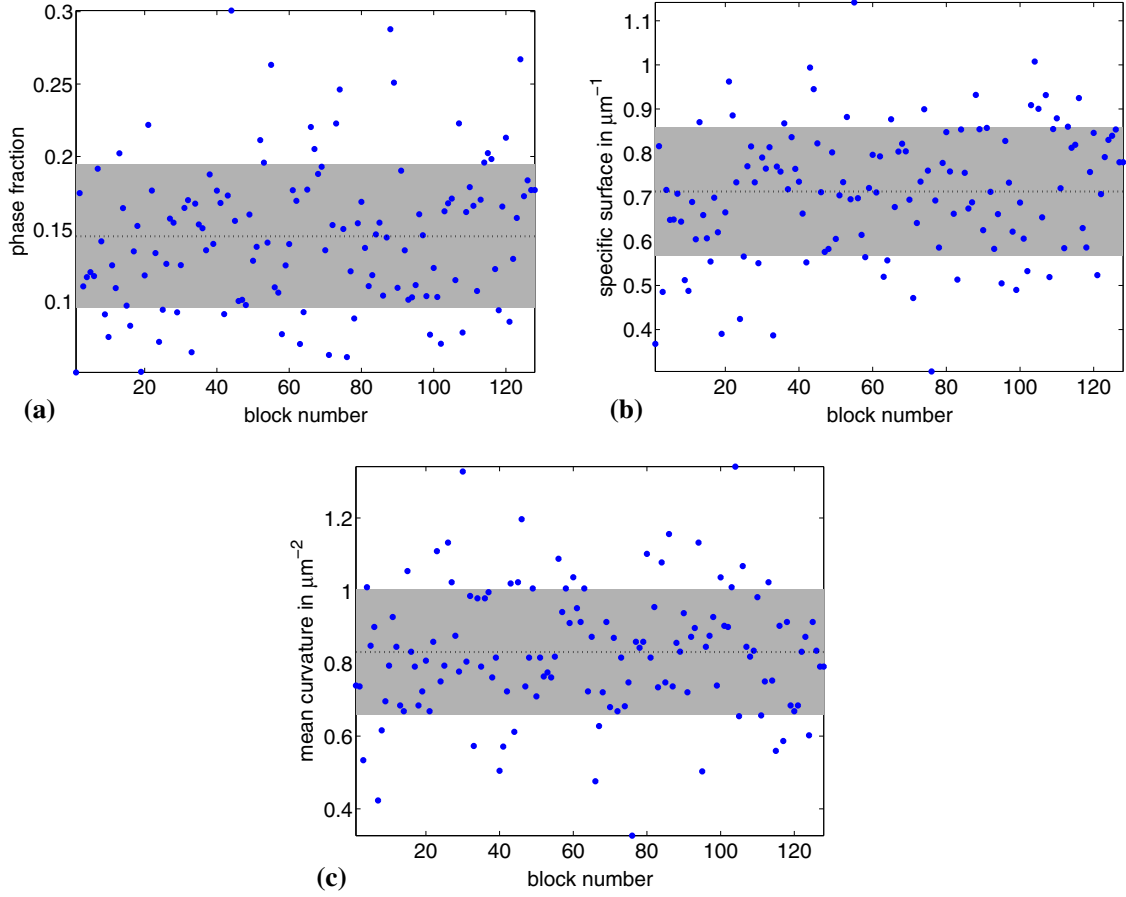 0.3
0.25
0.2
0.15
0.1
phase fraction
20 40 60 80 100 120
block number
(a)
1.1
1
0.9
0.8
0.7
0.6
0.5
0.4
specific surface in μm⁻¹
20 40 60 80 100 120
block number
(b)
1.2
1
0.8
0.6
0.4
mean curvature in μm⁻²
20 40 60 80 100 120
block number
(c)